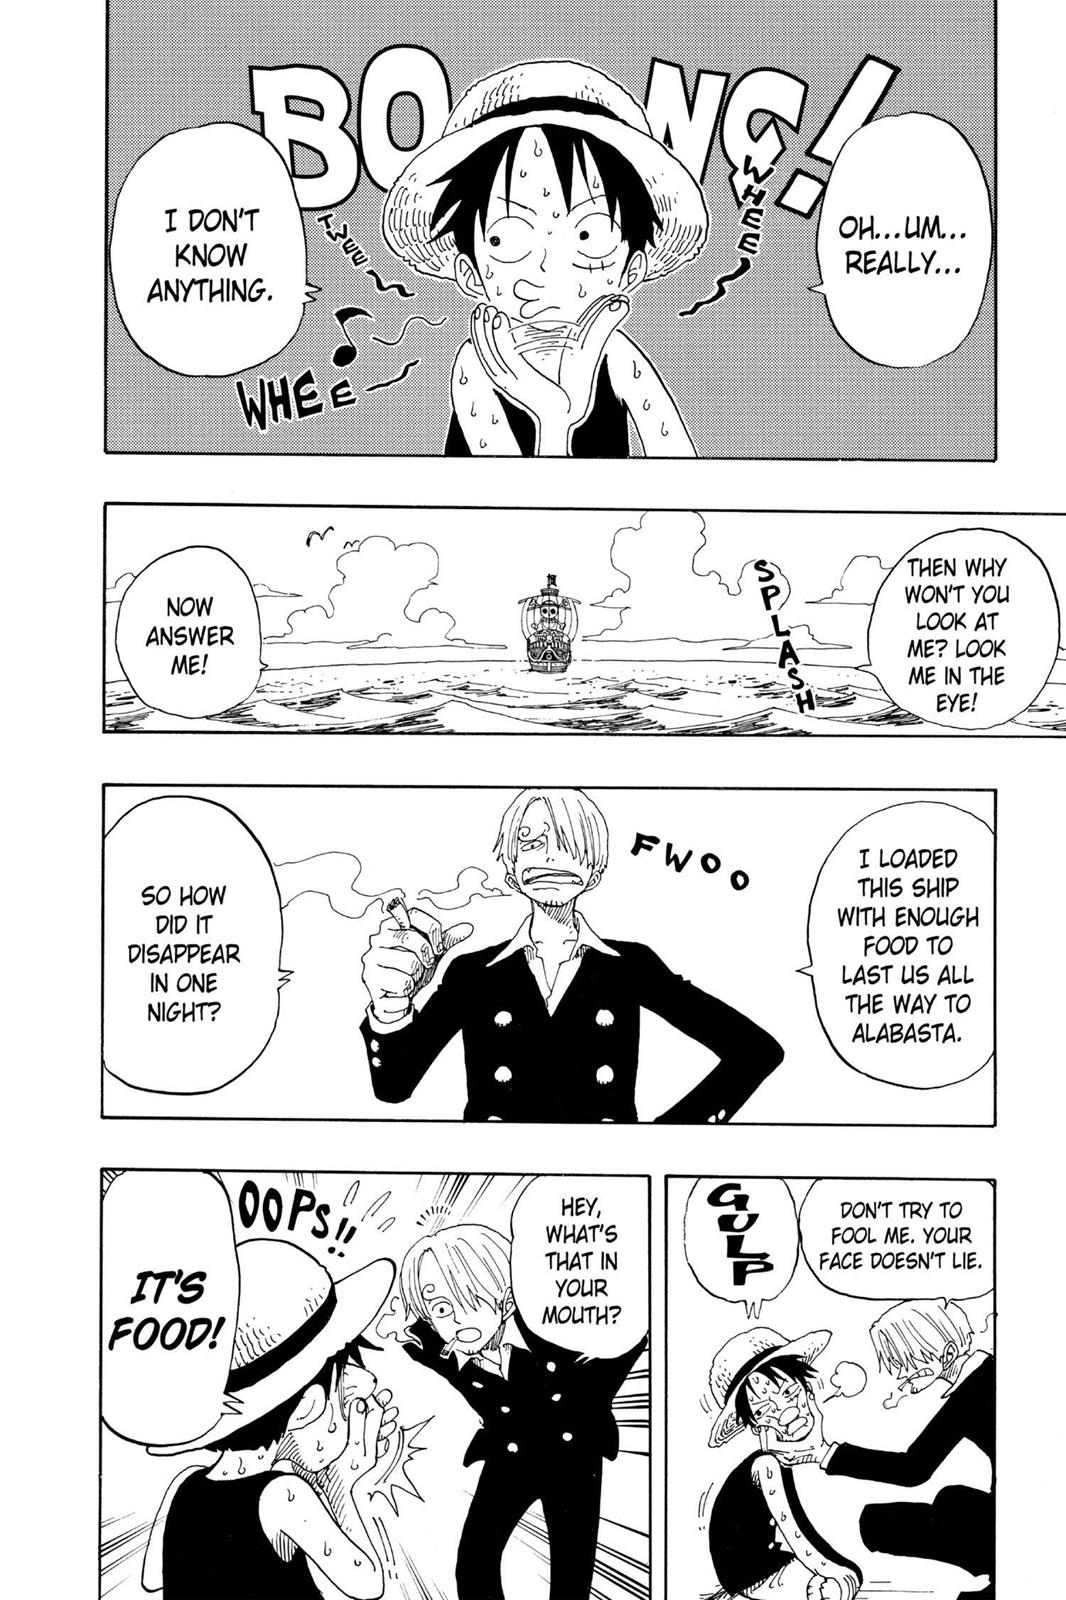 BOING!
OH...UM...
REALLY...
WHEE
TWEE
WHEE
I DON'T
KNOW
ANYTHING.
THEN WHY
WON'T YOU
LOOK AT
ME? LOOK
ME IN THE
EYE!
SPLASH
NOW
ANSWER
ME!
I LOADED
THIS SHIP
WITH ENOUGH
FOOD TO
LAST US ALL
THE WAY TO
ALABASTA.
FWOO
SO HOW
DID IT
DISAPPEAR
IN ONE
NIGHT?
DON'T TRY TO
FOOL ME. YOUR
FACE DOESN'T LIE.
GULP
HEY,
WHAT'S
THAT IN
YOUR
MOUTH?
OOPS!!
IT'S
FOOD!